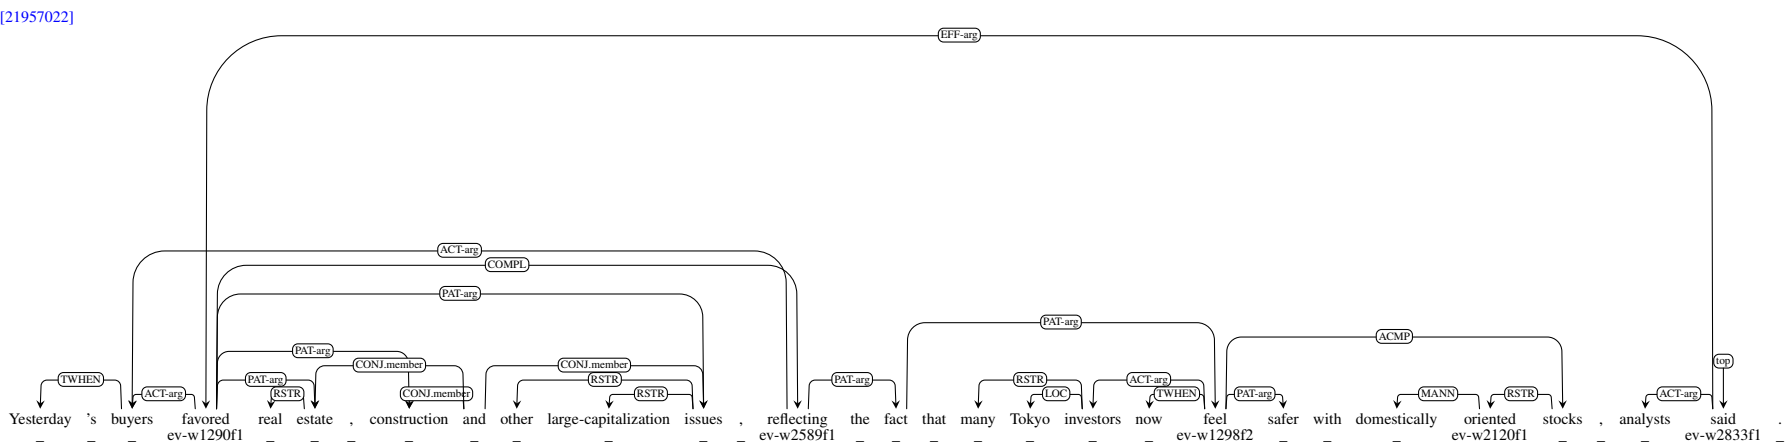 [21957022]
EFF-arg
ACT-arg
COMPL
PAT-arg
PAT-arg
PAT-arg ACMP
CONJ.member CONJ.member top
TWHEN PAT-arg RSTR PAT-arg RSTR ACT-arg
ACT-arg RSTR CONJ.member RSTR LOC TWHEN PAT-arg MANN RSTR ACT-arg
Yesterday 's buyers favored real estate , construction and other large-capitalization issues , reflecting the fact that many Tokyo investors now feel safer with domestically oriented stocks , analysts said .
_ _ _ ev-w1290f1 _ _ _ _ _ _ _ _ _ ev-w2589f1 _ _ _ _ _ _ _ ev-w1298f2 _ _ _ ev-w2120f1 _ _ _ ev-w2833f1 _